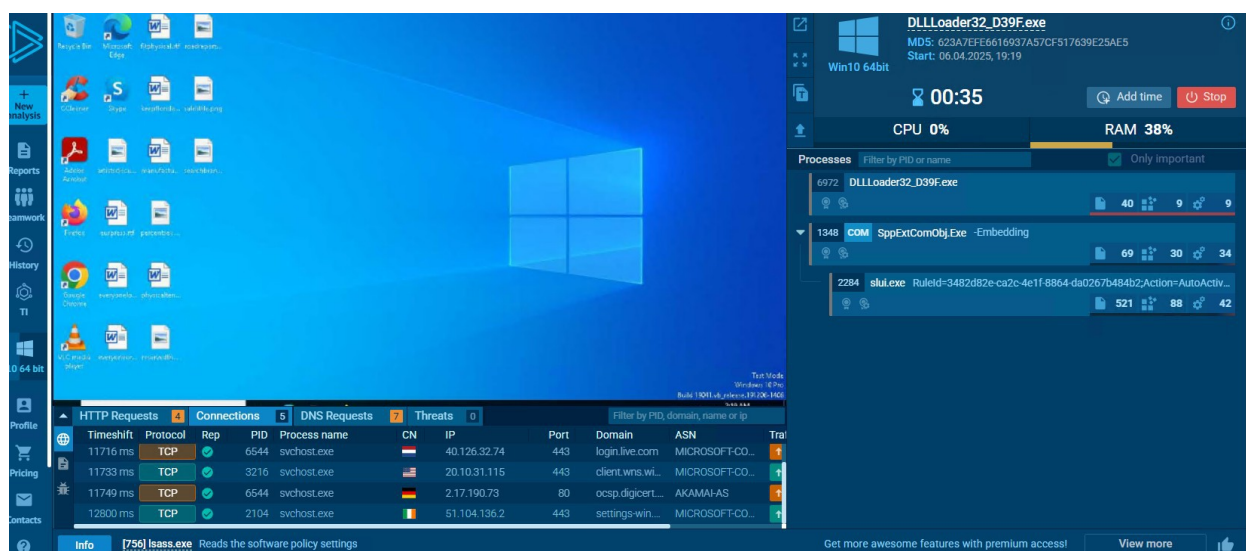 +
New
analysis
Reports
eamwork
History
TI
10 64 bit
Profile
Pricing
Contacts
Recycle Bin
Microsoft
Edge
CCleaner
Skype
Adobe
Acrobat
Firefox
Google
Chrome
VLC media
player
Test Mode
Windows 10 Pro
Build 19041.vb_release.191206-1406
HTTP Requests 4 Connections 5 DNS Requests 7 Threats 0 Filter by PID, domain, name or ip
Timeshift Protocol Rep PID Process name CN IP Port Domain ASN Traf
11716 ms TCP 6544 svchost.exe 40.126.32.74 443 login.live.com MICROSOFT-CO...
11733 ms TCP 3216 svchost.exe 20.10.31.115 443 client.wns.wi... MICROSOFT-CO...
11749 ms TCP 6544 svchost.exe 2.17.190.73 80 ocsp.digicert.... AKAMAI-AS
12800 ms TCP 2104 svchost.exe 51.104.136.2 443 settings-win.... MICROSOFT-CO...
Info [756] lsass.exe Reads the software policy settings
Get more awesome features with premium access! View more
Win10 64bit
DLLLoader32_D39F.exe
MD5: 623A7EFE6616937A57CF517639E25AE5
Start: 06.04.2025, 19:19
00:35 Add time Stop
CPU 0% RAM 38%
Processes Filter by PID or name Only important
6972 DLLLoader32_D39F.exe
40 9 9
1348 COM SppExtComObj.Exe -Embedding
69 30 34
2284 slui.exe RuleId=3482d82e-ca2c-4e1f-8864-da0267b484b2;Action=AutoActiv...
521 88 42